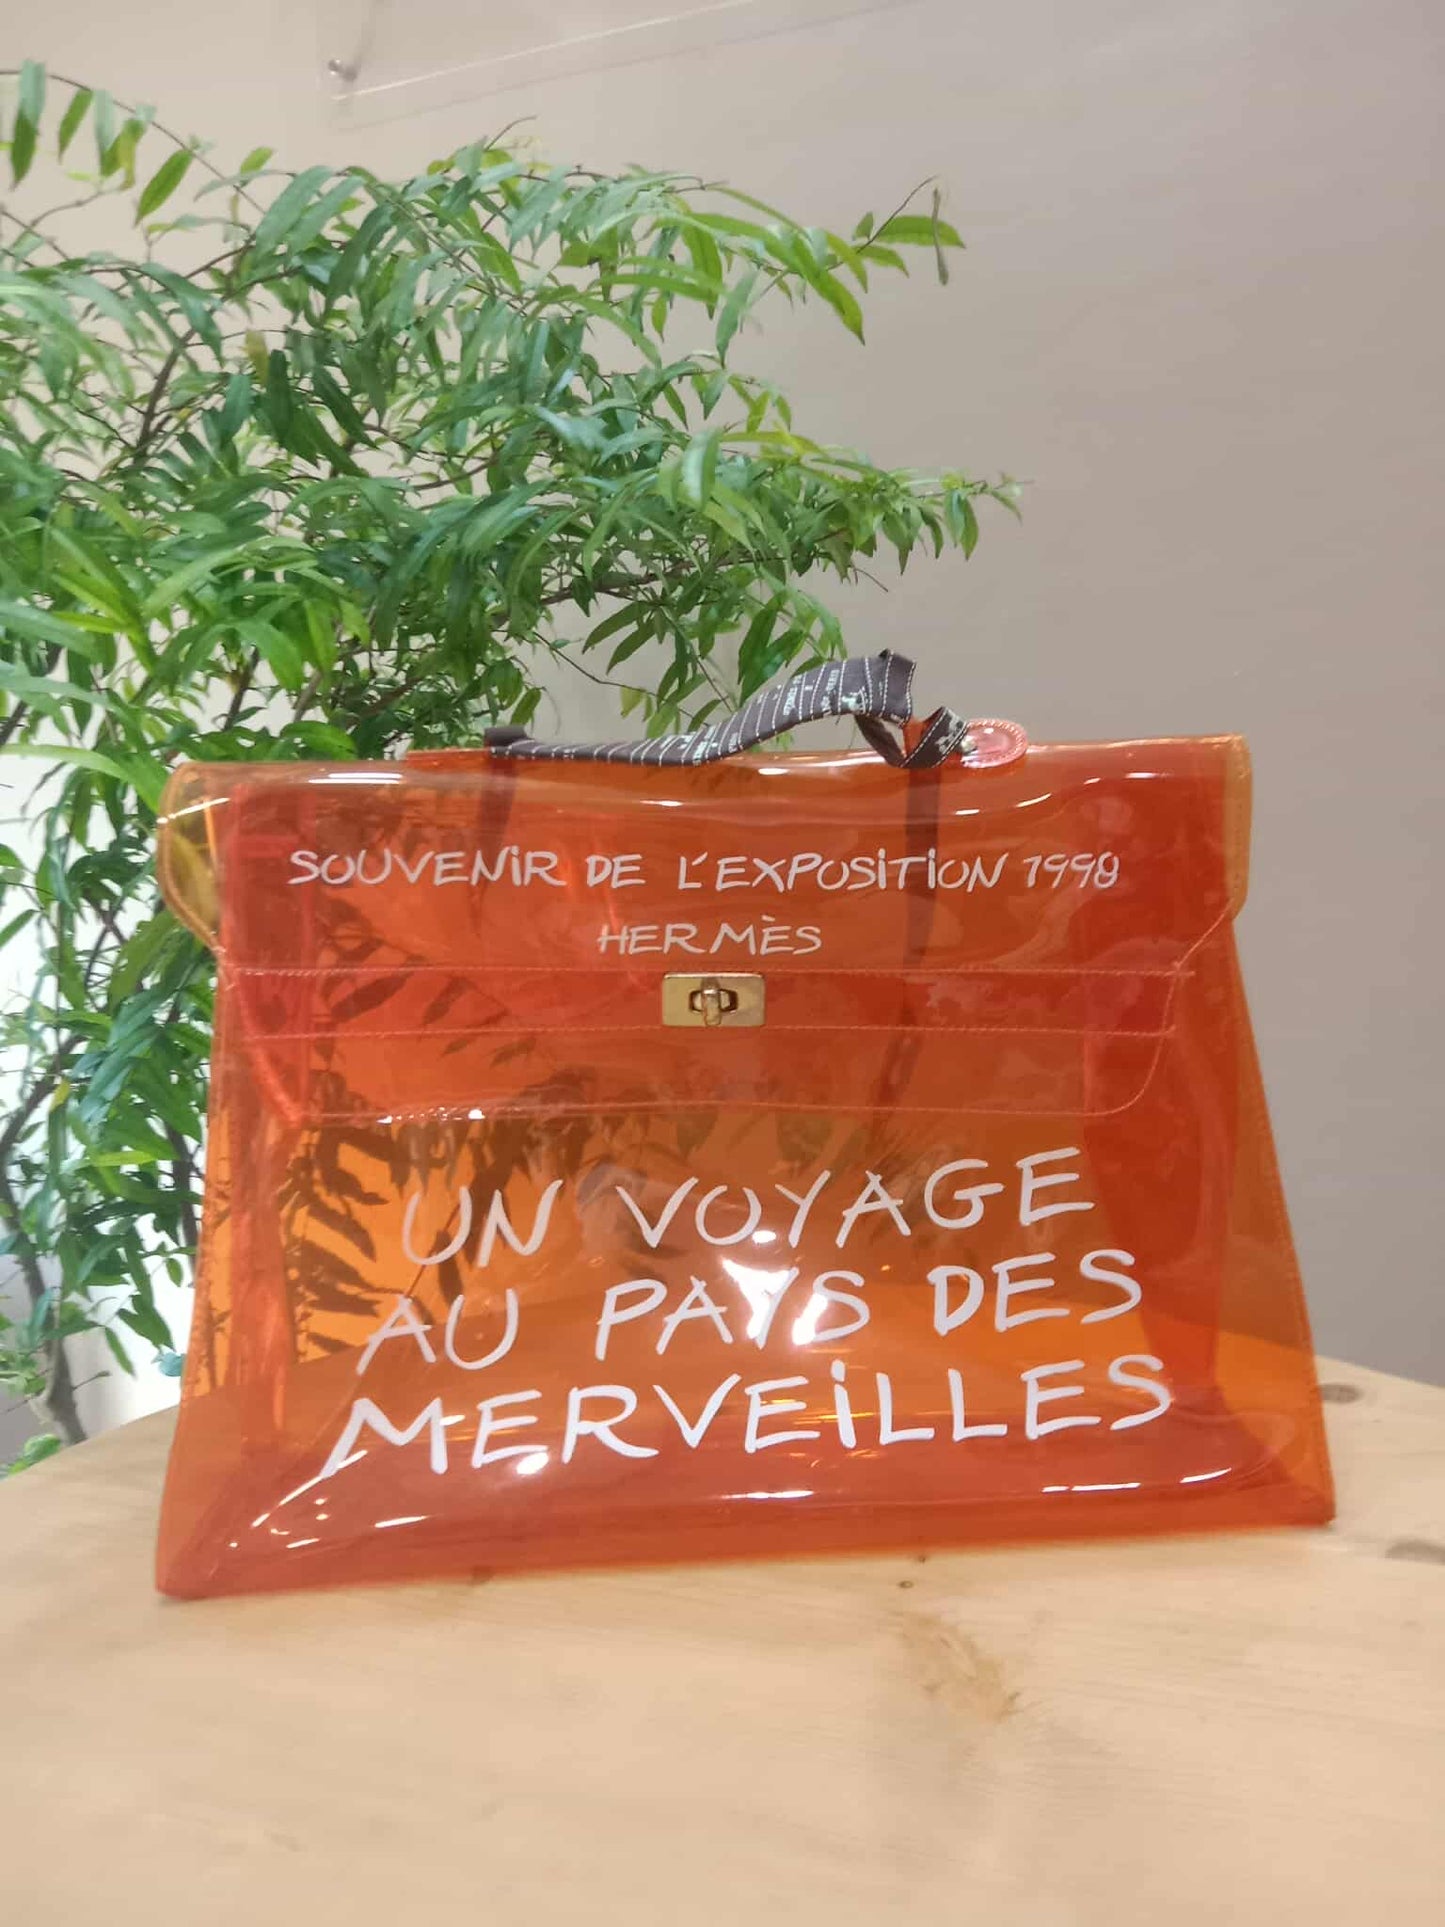 SOUVENiR DE L'EXPOSiTiON 1998
HERMÈS
UN VOYAGE
AU PAYS DES
MERVEiLLES